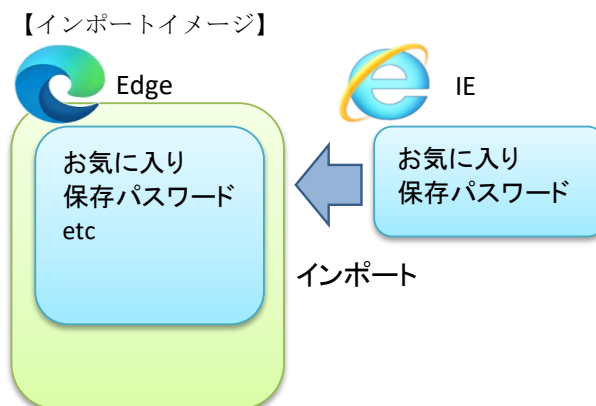 【インポートイメージ】
Edge
IE
お気に入り
保存パスワード
etc
お気に入り
保存パスワード
インポート